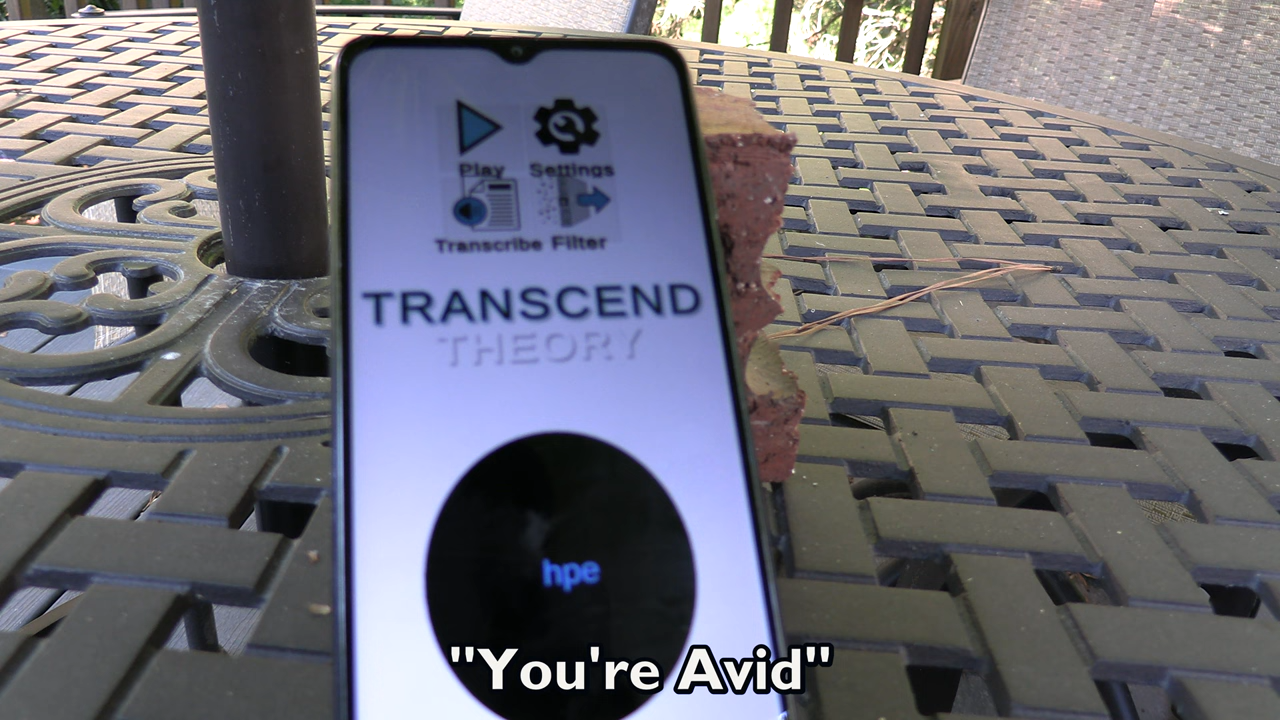 Play Settings
Transcribe Filter
TRANSCEND
THEORY
hpe
"You're Avid"